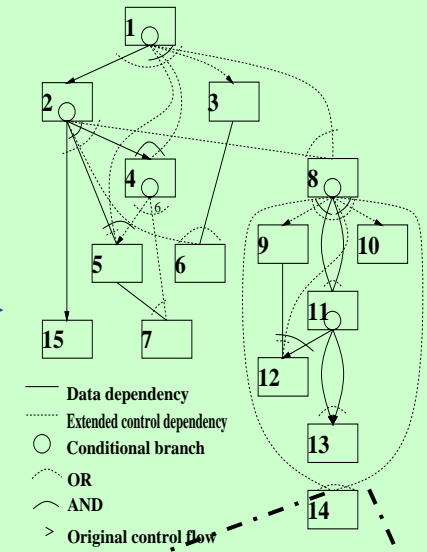 1
2
3
4
6
8
5
6
9
10
15
7
11
12
13
14
Data dependency
Extended control dependency
Conditional branch
OR
AND
> Original control flow